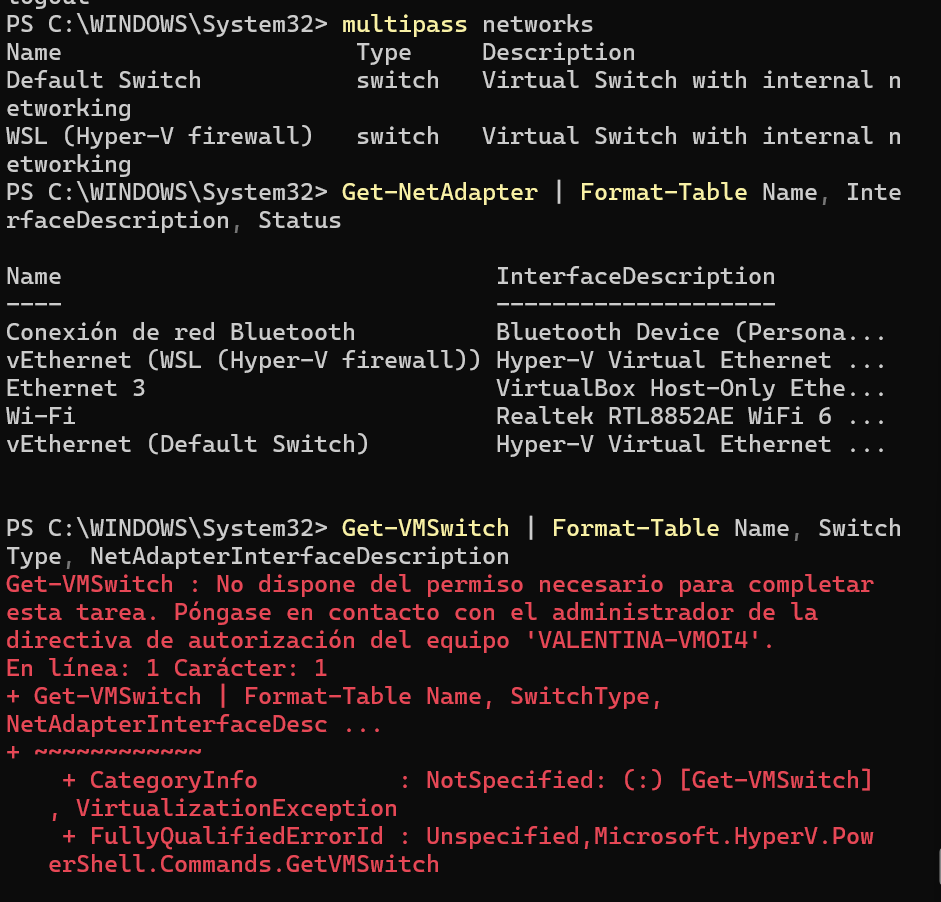 logout
PS C:\WINDOWS\System32> multipass networks
Name                     Type     Description
Default Switch           switch   Virtual Switch with internal n
etworking
WSL (Hyper-V firewall)   switch   Virtual Switch with internal n
etworking
PS C:\WINDOWS\System32> Get-NetAdapter | Format-Table Name, Inte
rfaceDescription, Status

Name                               InterfaceDescription
----                               --------------------
Conexión de red Bluetooth          Bluetooth Device (Persona...
vEthernet (WSL (Hyper-V firewall)) Hyper-V Virtual Ethernet ...
Ethernet 3                         VirtualBox Host-Only Ethe...
Wi-Fi                              Realtek RTL8852AE WiFi 6 ...
vEthernet (Default Switch)         Hyper-V Virtual Ethernet ...


PS C:\WINDOWS\System32> Get-VMSwitch | Format-Table Name, Switch
Type, NetAdapterInterfaceDescription
Get-VMSwitch : No dispone del permiso necesario para completar
esta tarea. Póngase en contacto con el administrador de la
directiva de autorización del equipo 'VALENTINA-VMOI4'.
En línea: 1 Carácter: 1
+ Get-VMSwitch | Format-Table Name, SwitchType,
NetAdapterInterfaceDesc ...
+ ~~~~~~~~~~~~
    + CategoryInfo          : NotSpecified: (:) [Get-VMSwitch]
   , VirtualizationException
    + FullyQualifiedErrorId : Unspecified,Microsoft.HyperV.Pow
   erShell.Commands.GetVMSwitch